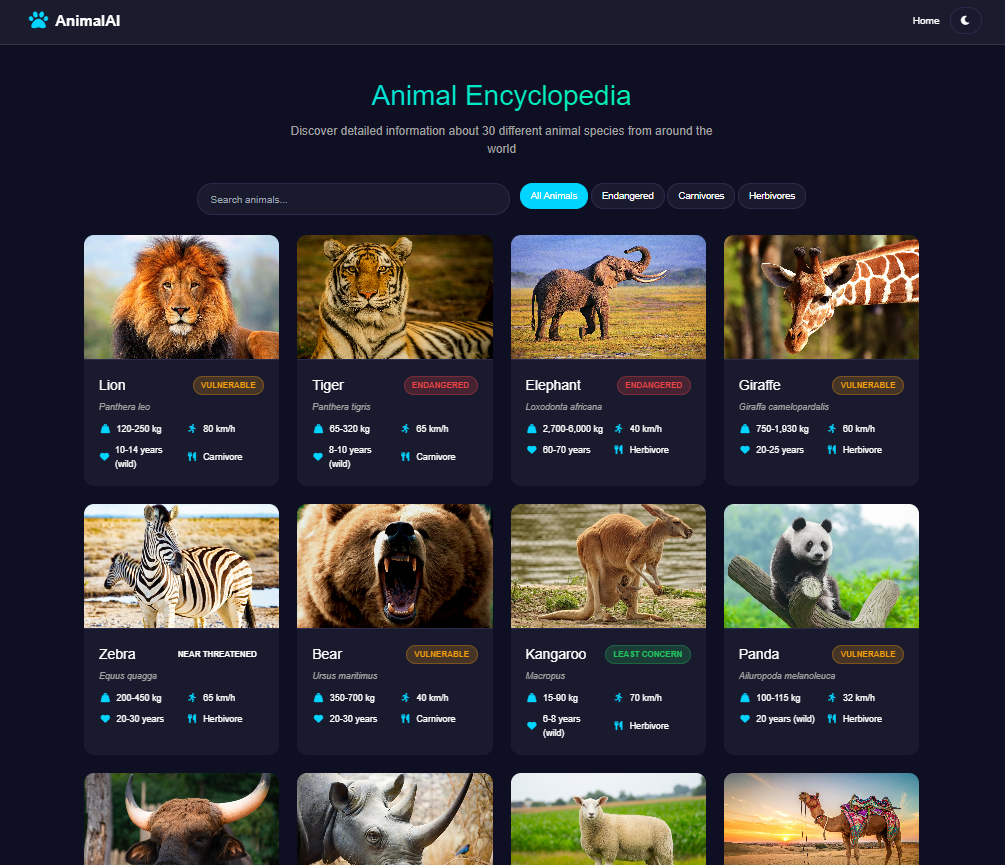 AnimalAI
Home
Animal Encyclopedia
Discover detailed information about 30 different animal species from around the
world
Search animals...
All Animals
Endangered
Carnivores
Herbivores
Lion
VULNERABLE
Panthera leo
120-250 kg
80 km/h
10-14 years
(wild)
Carnivore
Tiger
ENDANGERED
Panthera tigris
65-320 kg
65 km/h
8-10 years
(wild)
Carnivore
Elephant
ENDANGERED
Loxodonta africana
2,700-6,000 kg
40 km/h
60-70 years
Herbivore
Giraffe
VULNERABLE
Giraffa camelopardalis
750-1,930 kg
60 km/h
20-25 years
Herbivore
Zebra
NEAR THREATENED
Equus quagga
200-450 kg
65 km/h
20-30 years
Herbivore
Bear
VULNERABLE
Ursus maritimus
350-700 kg
40 km/h
20-30 years
Carnivore
Kangaroo
LEAST CONCERN
Macropus
15-90 kg
70 km/h
6-8 years
(wild)
Herbivore
Panda
VULNERABLE
Ailuropoda melanoleuca
100-115 kg
32 km/h
20 years (wild)
Herbivore